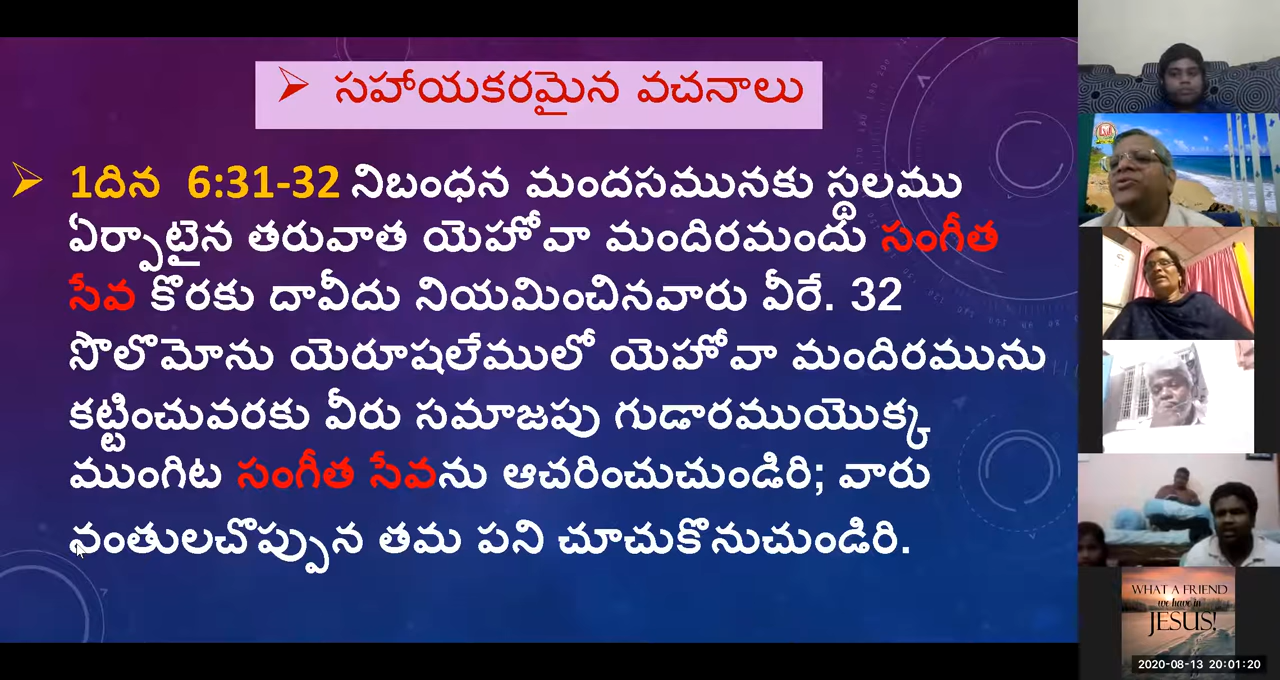 ➢ సహాయకరమైన వచనాలు
➢ 1దిన 6:31-32 నిబంధన మందసమునకు స్థలము
ఏర్పాటైన తరువాత యెహోవా మందిరమందు సంగీత
సేవ కొరకు దావీదు నియమించినవారు వీరే. 32
సొలొమోను యెరూషలేములో యెహోవా మందిరమును
కట్టించువరకు వీరు సమాజపు గుడారముయొక్క
ముంగిట సంగీత సేవను ఆచరించుచుండిరి; వారు
వంతులచొప్పున తమ పని చూచుకొనుచుండిరి.
WHAT A FRIEND
we have in
JESUS!
2020-08-13 20:01:20